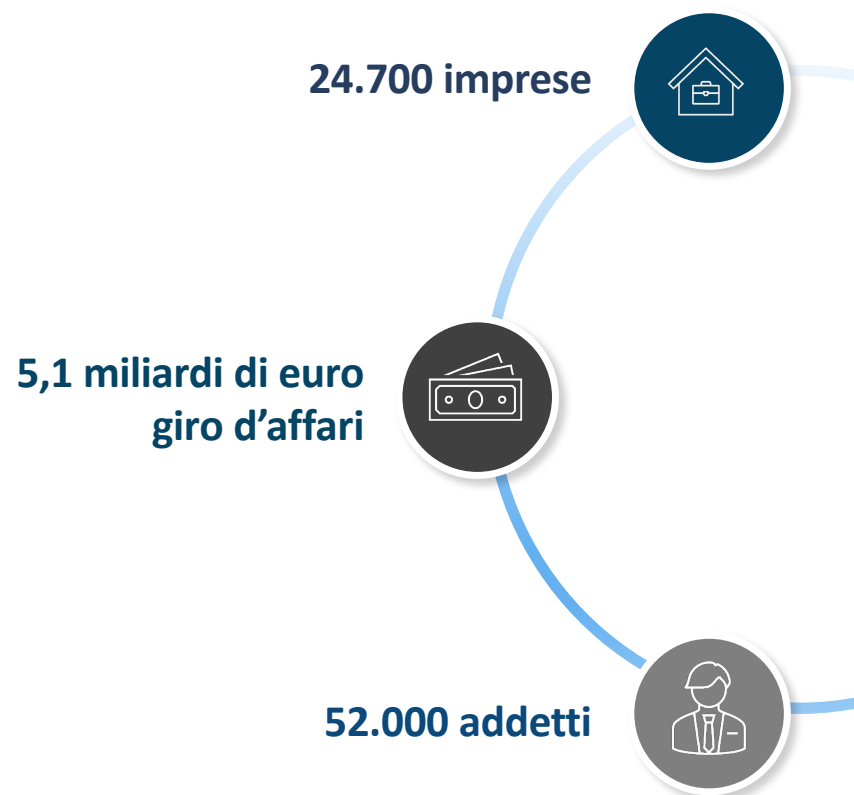 24.700 imprese
5,1 miliardi di euro
giro d’affari
52.000 addetti